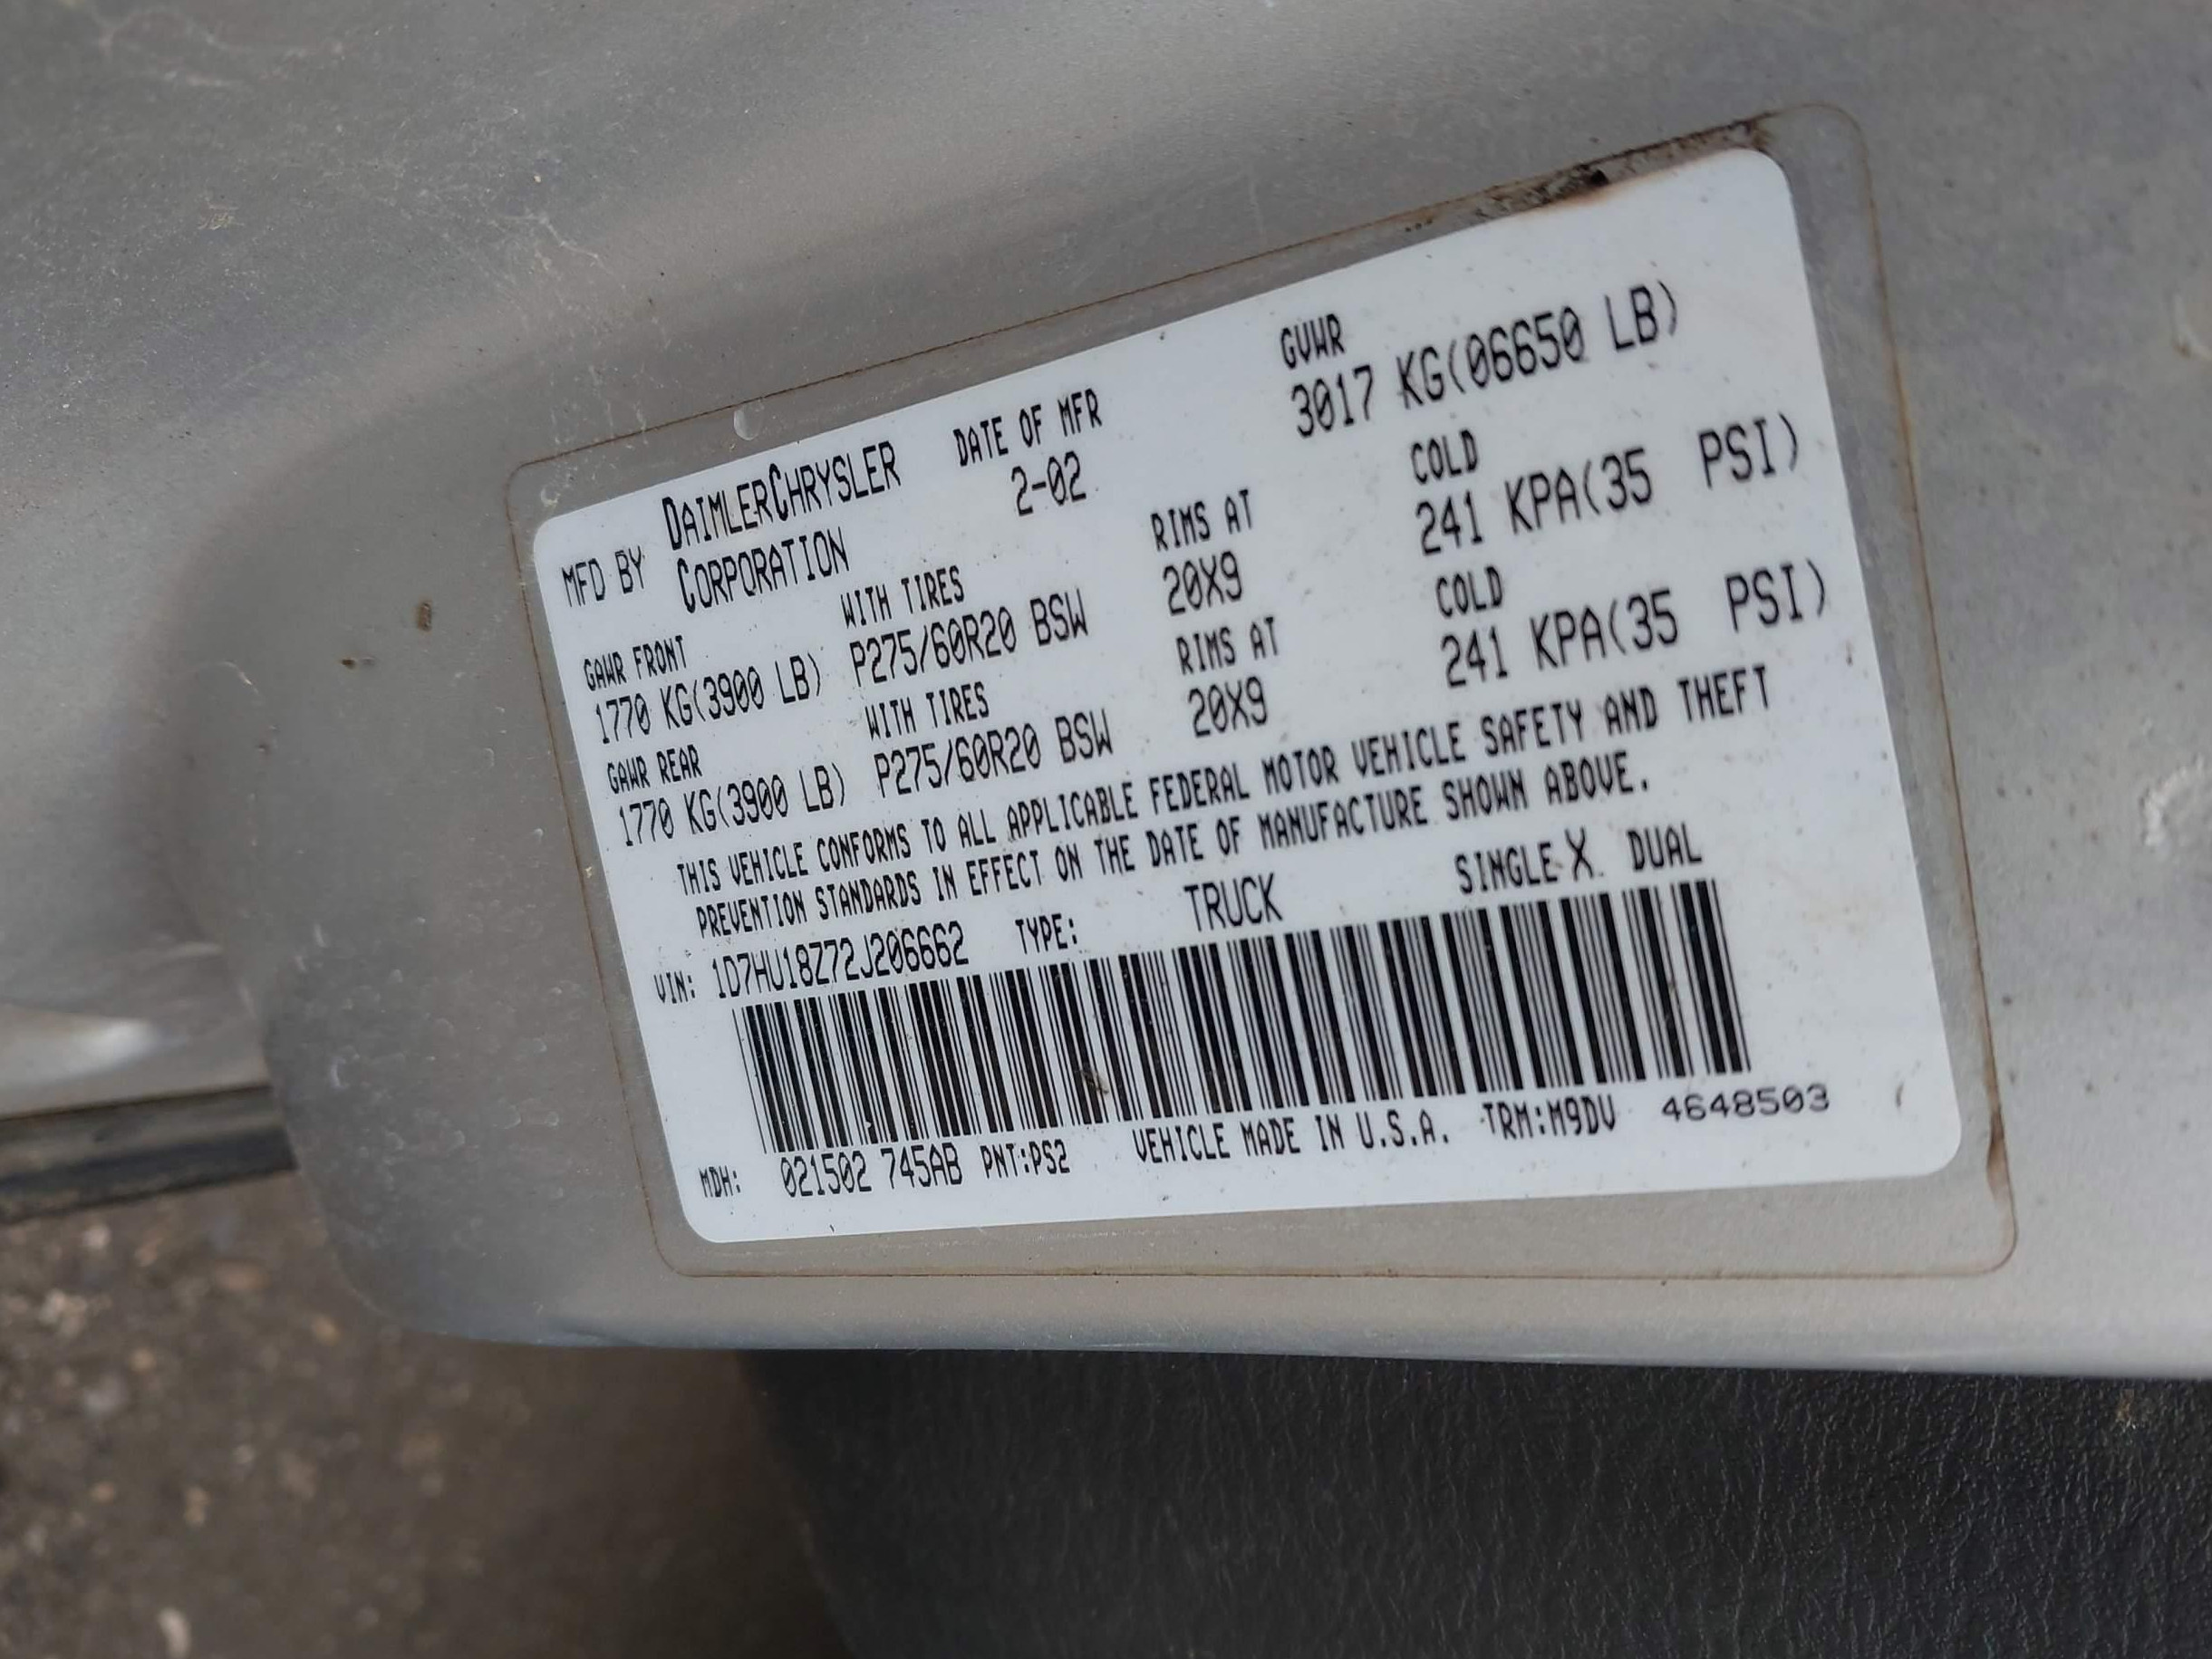 MFD BY DAIMLERCHRYSLER CORPORATION
DATE OF MFR
2-02
GVWR
3017 KG(06650 LB)
GAWR FRONT WITH TIRES RIMS AT COLD
1770 KG(3900 LB) P275/60R20 BSW 20X9 241 KPA(35 PSI)
GAWR REAR WITH TIRES RIMS AT COLD
1770 KG(3900 LB) P275/60R20 BSW 20X9 241 KPA(35 PSI)
THIS VEHICLE CONFORMS TO ALL APPLICABLE FEDERAL MOTOR VEHICLE SAFETY AND THEFT
PREVENTION STANDARDS IN EFFECT ON THE DATE OF MANUFACTURE SHOWN ABOVE.
VIN: 1D7HU18Z72J206662 TYPE: TRUCK SINGLE X DUAL
MDH: 021502 745AB PNT:PS2 VEHICLE MADE IN U.S.A. TRM:M9DV 4648503